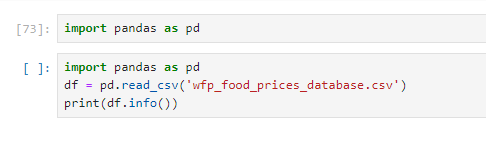 [73]: import pandas as pd
[ ]: import pandas as pd
df = pd.read_csv('wfp_food_prices_database.csv')
print(df.info())